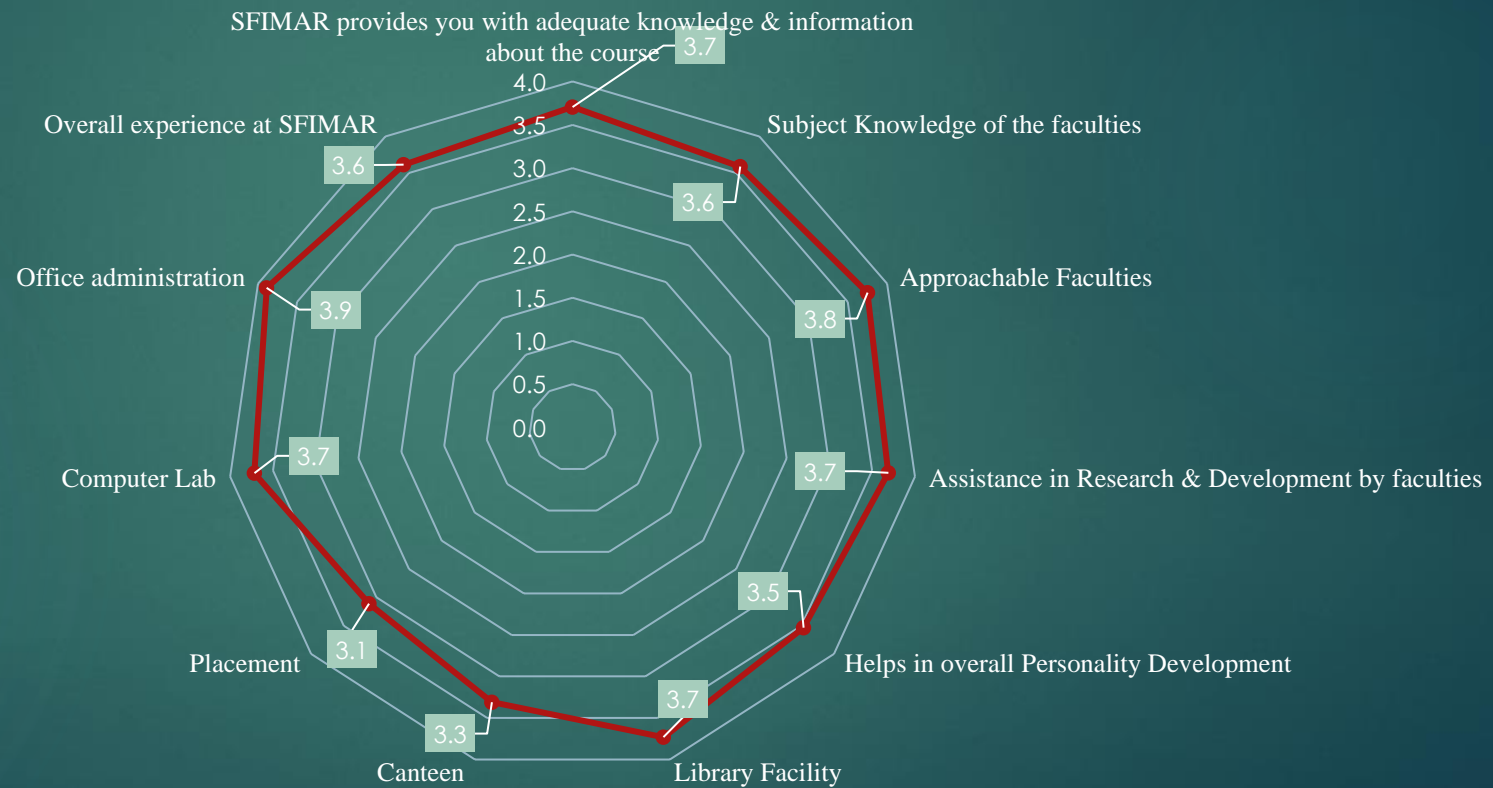 SFIMAR provides you with adequate knowledge & information
about the course
3.7
4.0
3.5
3.0
2.5
2.0
1.5
1.0
0.5
0.0
Subject Knowledge of the faculties
3.6
Approachable Faculties
3.8
Assistance in Research & Development by faculties
3.7
Helps in overall Personality Development
3.5
Library Facility
3.7
Canteen
3.3
Placement
3.1
Computer Lab
3.7
Office administration
3.9
Overall experience at SFIMAR
3.6